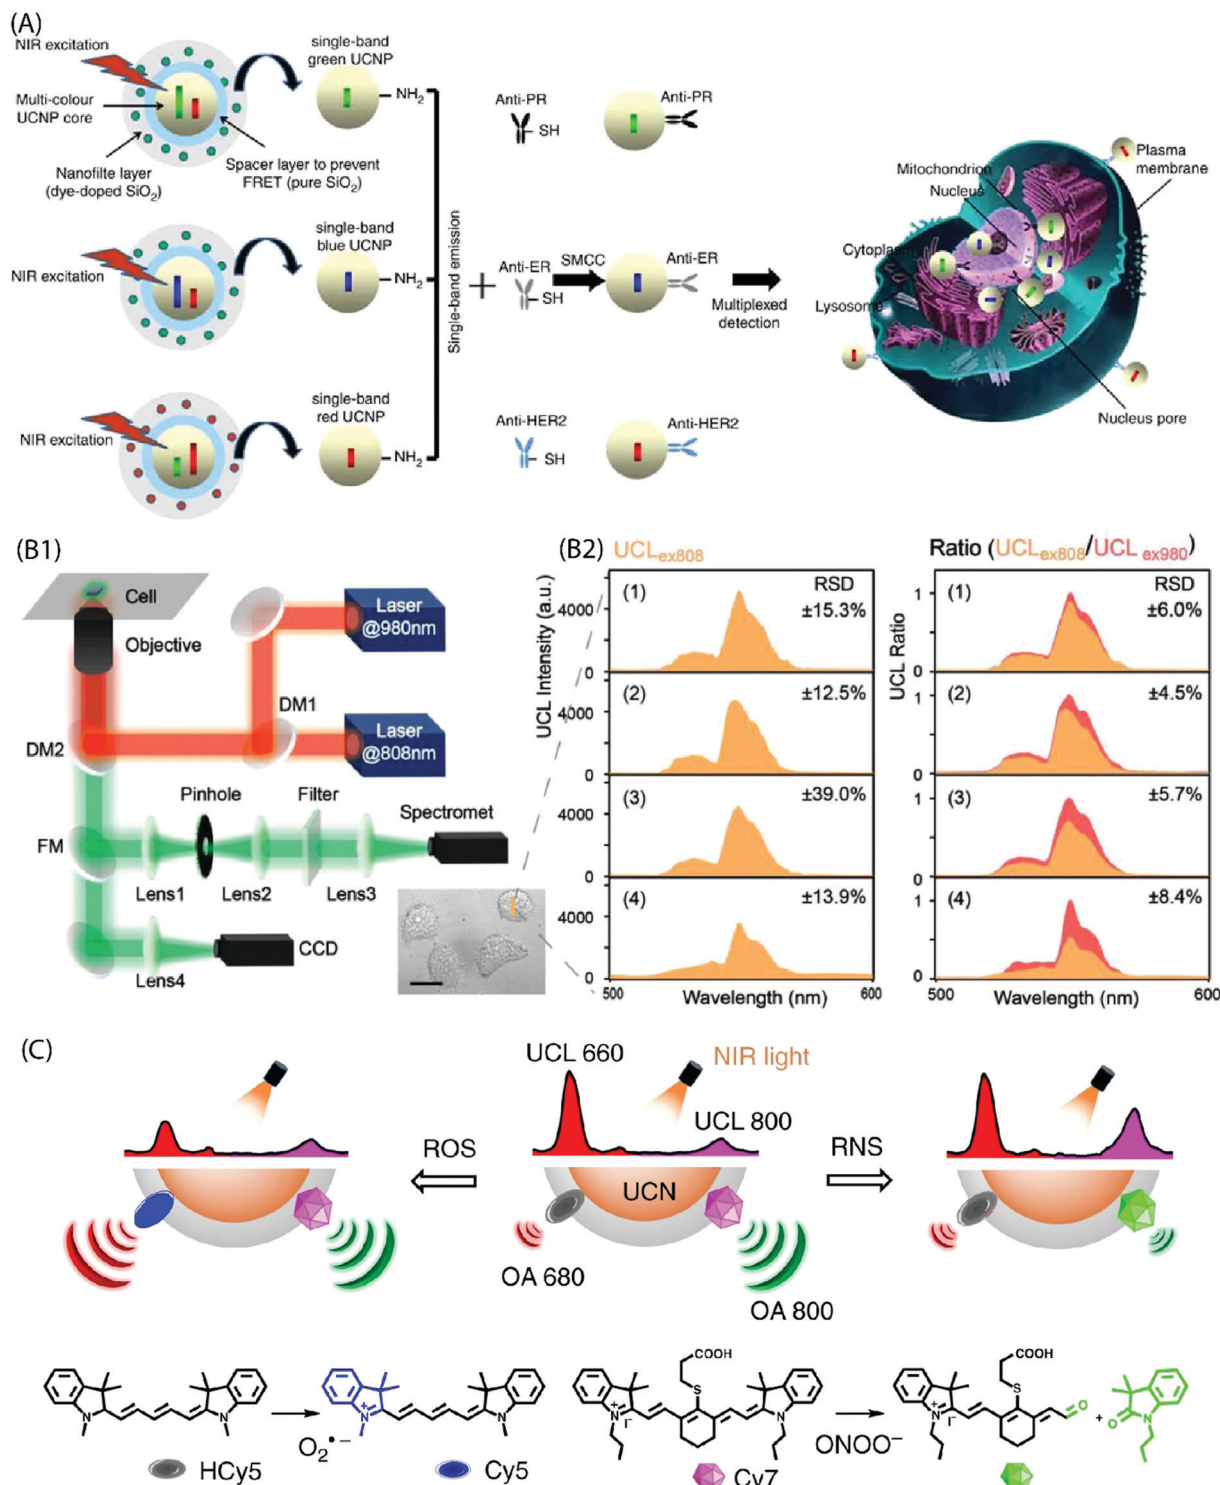 (A)
NIR excitation
Multi-colour
UCNP core
Nanofilte layer
(dye-doped SiO2)
Spacer layer to prevent
FRET (pure SiO2)
single-band
green UCNP
NH2
Anti-PR
SH
Anti-PR
NIR excitation
single-band
blue UCNP
NH2
Single-band emission
+
Anti-ER
SH
SMCC
Anti-ER
Multiplexed
detection
NIR excitation
single-band
red UCNP
NH2
Anti-HER2
SH
Anti-HER2
Mitochondrion
Nucleus
Plasma
membrane
Cytoplasm
Lysosome
Nucleus pore
(B1)
Cell
Objective
Laser
@980nm
DM1
DM2
Laser
@808nm
Pinhole
Filter
Spectromet
FM
Lens1
Lens2
Lens3
CCD
Lens4
(B2)
UCLex808
UCL Intensity (a.u.)
(1)
RSD
±15.3%
4000
0
(2)
±12.5%
4000
0
(3)
±39.0%
4000
0
(4)
±13.9%
4000
0
500
Wavelength (nm)
600
Ratio (UCLex808/UCL ex980)
UCL Ratio
(1)
RSD
±6.0%
1
0
(2)
±4.5%
1
0
(3)
±5.7%
1
0
(4)
±8.4%
1
0
500
Wavelength (nm)
600
(C)
UCL 660
NIR light
UCL 800
ROS
RNS
UCN
OA 680
OA 800
N
N
O2•−
N+
N
COOH
S
N+
I−
N
ONOO−
COOH
S
N+
I−
O
+
O
N
HCy5
Cy5
Cy7